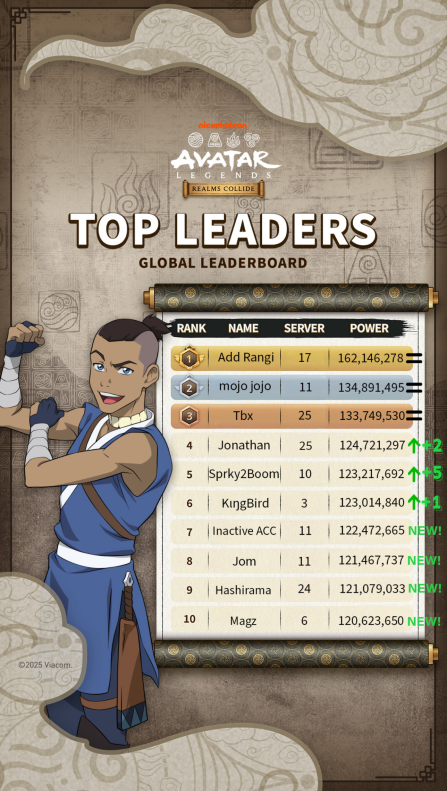 nickelodeon
AVATAR
LEGENDS
REALMS COLLIDE
TOP LEADERS
GLOBAL LEADERBOARD
RANK NAME SERVER POWER
1 Add Rangi 17 162,146,278 =
2 mojo jojo 11 134,891,495 =
3 Tbx 25 133,749,530 =
4 Jonathan 25 124,721,297 ↑+2
5 Sprky2Boom 10 123,217,692 ↑+5
6 KıŋgBird 3 123,014,840 ↑+1
7 Inactive ACC 11 122,472,665 NEW!
8 Jom 11 121,467,737 NEW!
9 Hashirama 24 121,079,033 NEW!
10 Magz 6 120,623,650 NEW!
©2025 Viacom.